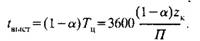 t_выст = (1−α)T_ц = 3600 (1−α)z_к / П .